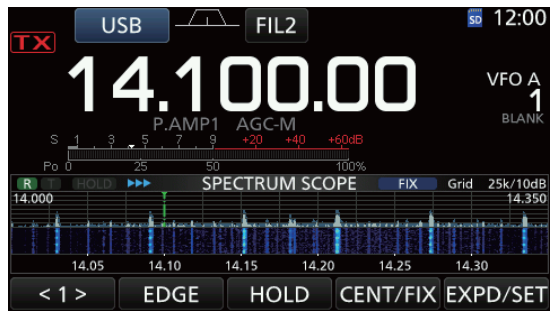 USB FIL2 SD 12:00
TX
14.100.00 VFO A
1
P.AMP1 AGC-M BLANK
S 1 3 5 7 9 +20 +40 +60dB
Po 0 25 50 100%
R T HOLD SPECTRUM SCOPE FIX Grid 25k/10dB
14.000 14.350
14.05 14.10 14.15 14.20 14.25 14.30
< 1 > EDGE HOLD CENT/FIX EXPD/SET